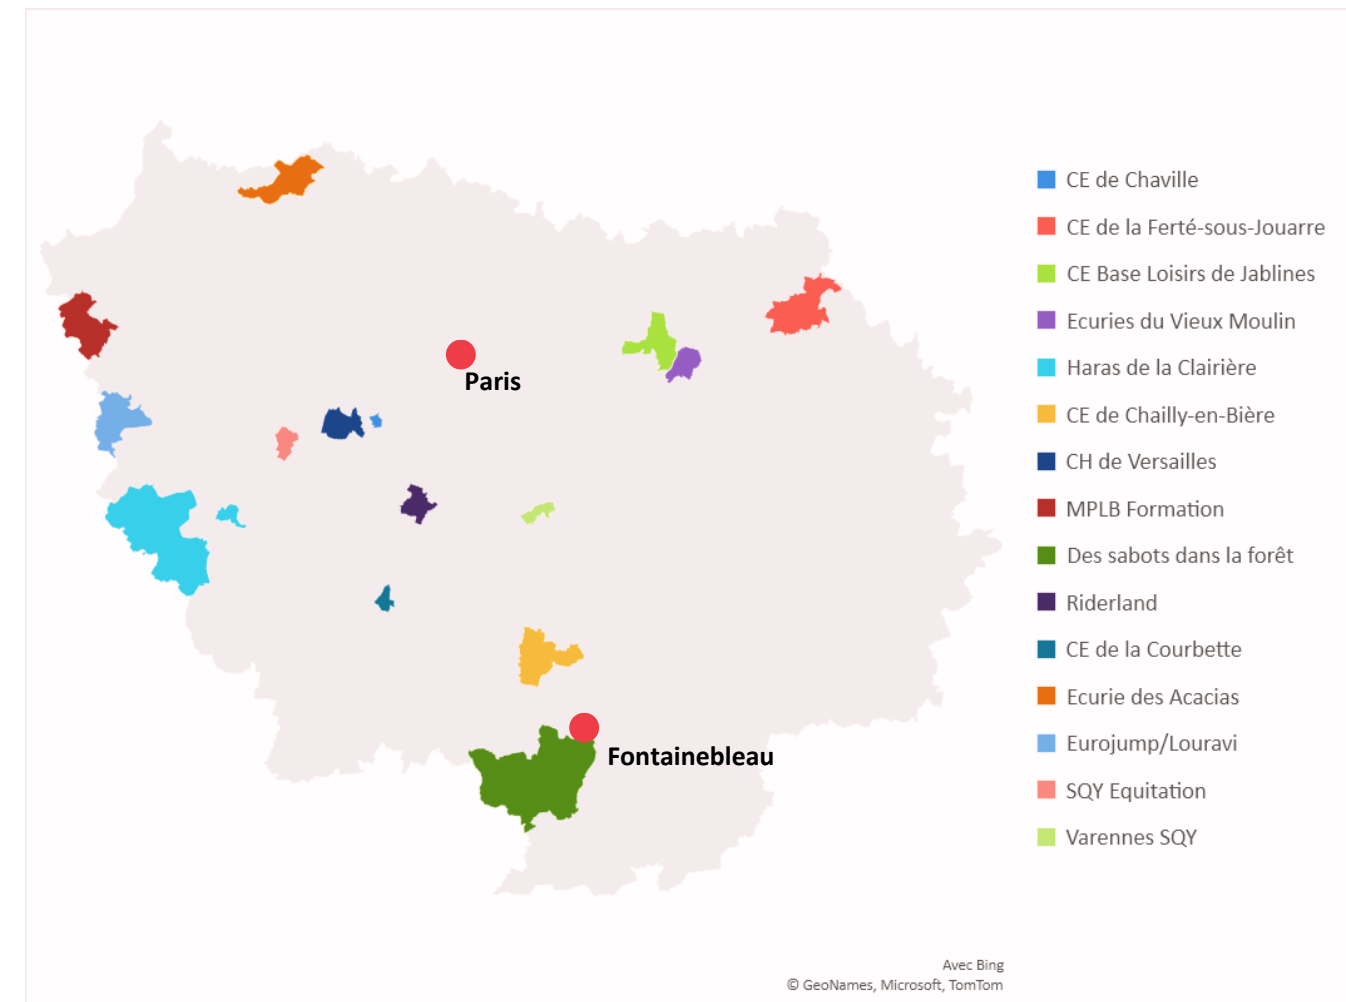 Paris
Fontainebleau
CE de Chaville
CE de la Ferté-sous-Jouarre
CE Base Loisirs de Jablines
Ecuries du Vieux Moulin
Haras de la Clairière
CE de Chailly-en-Bière
CH de Versailles
MPLB Formation
Des sabots dans la forêt
Riderland
CE de la Courbette
Ecurie des Acacias
Eurojump/Louravi
SQY Equitation
Varennes SQY
Avec Bing
© GeoNames, Microsoft, TomTom